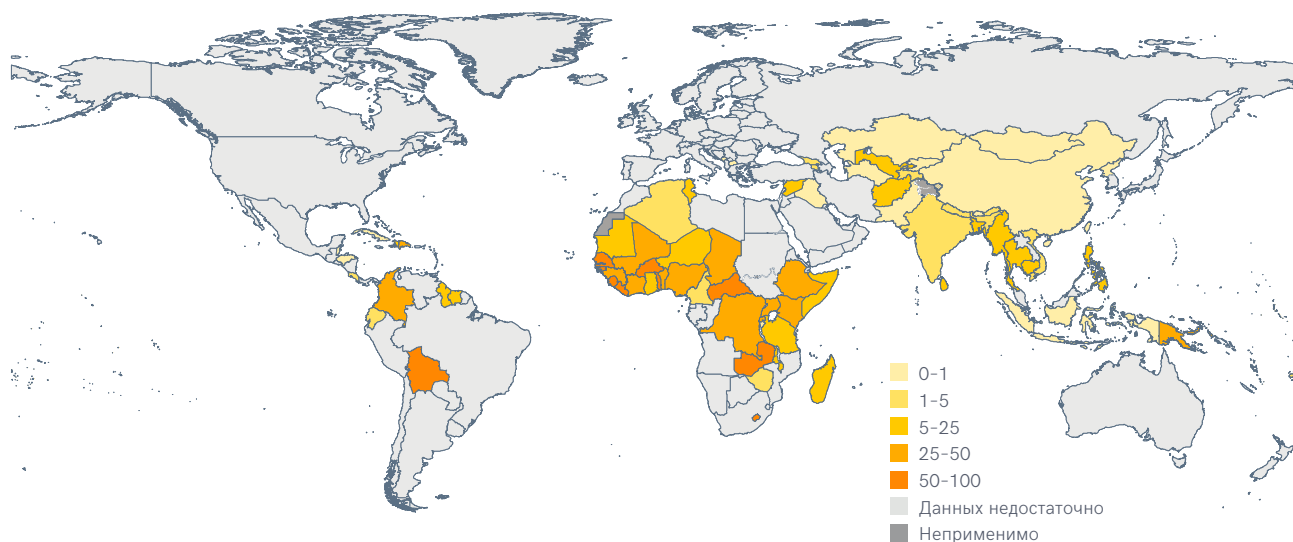 0-1
1-5
5-25
25-50
50-100
Данных недостаточно
Неприменимо